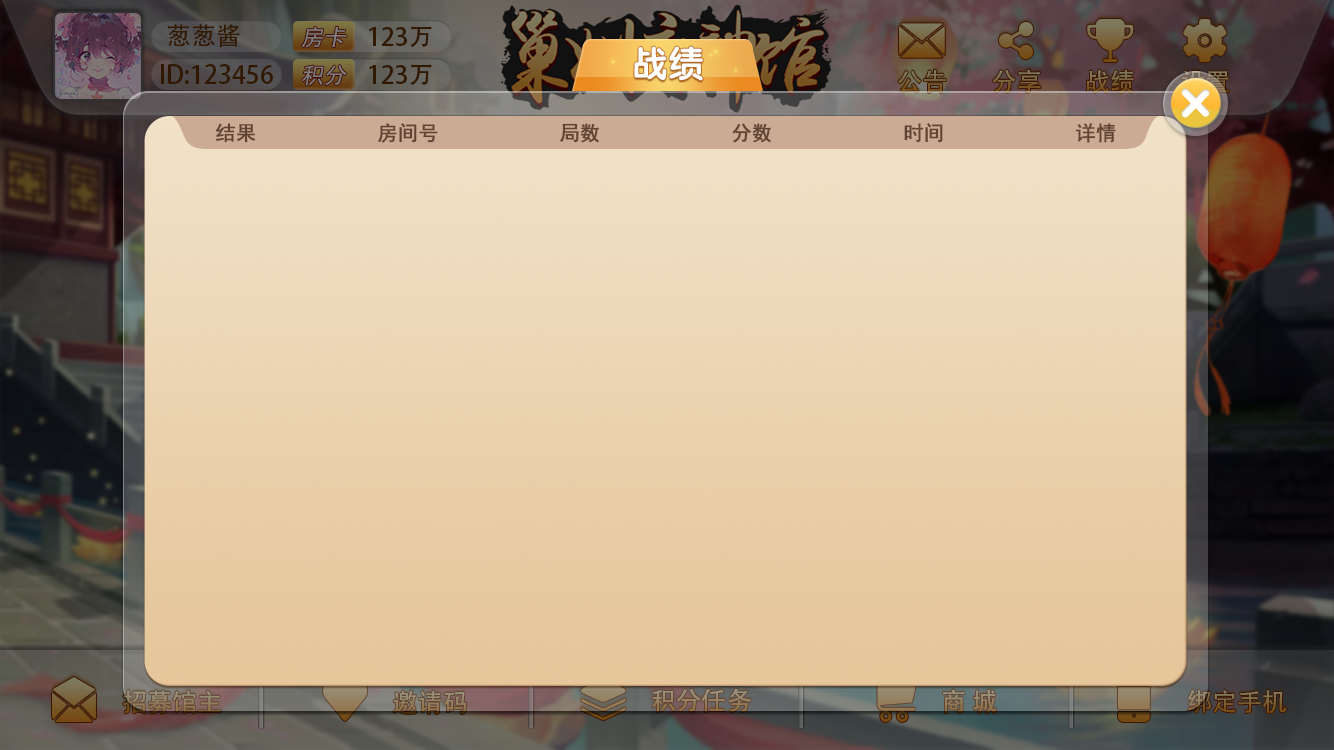 葱葱酱
房卡 123万
ID:123456
积分 123万
战绩
公告
分享
战绩
结果 房间号 局数 分数 时间 详情
招募馆主 邀请码 积分任务 商城 绑定手机